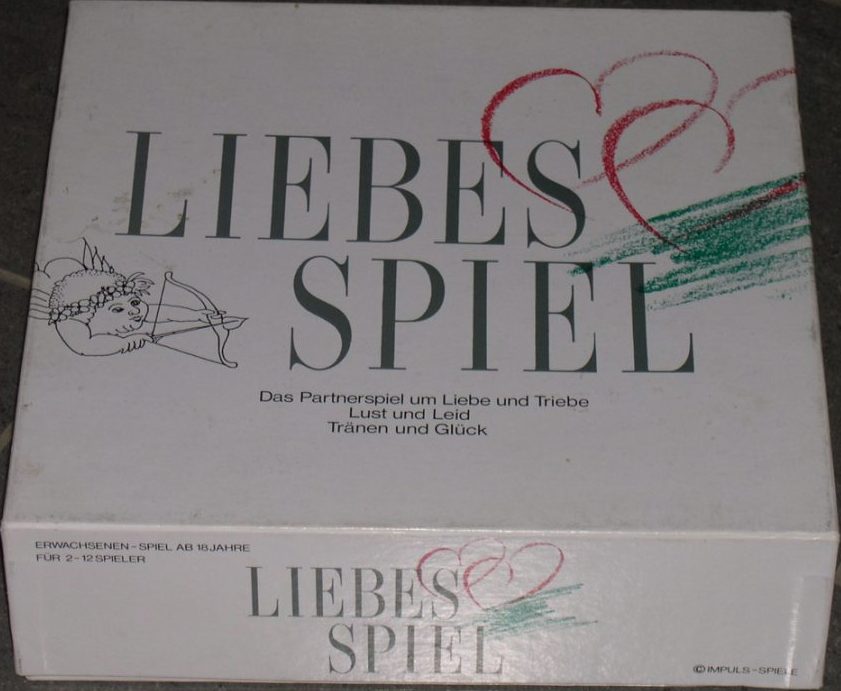 LIEBES
SPIEL
Das Partnerspiel um Liebe und Triebe
Lust und Leid
Tränen und Glück
ERWACHSENEN-SPIEL AB 18 JAHRE
FÜR 2-12 SPIELER
LIEBES
SPIEL
© IMPULS-SPIELE